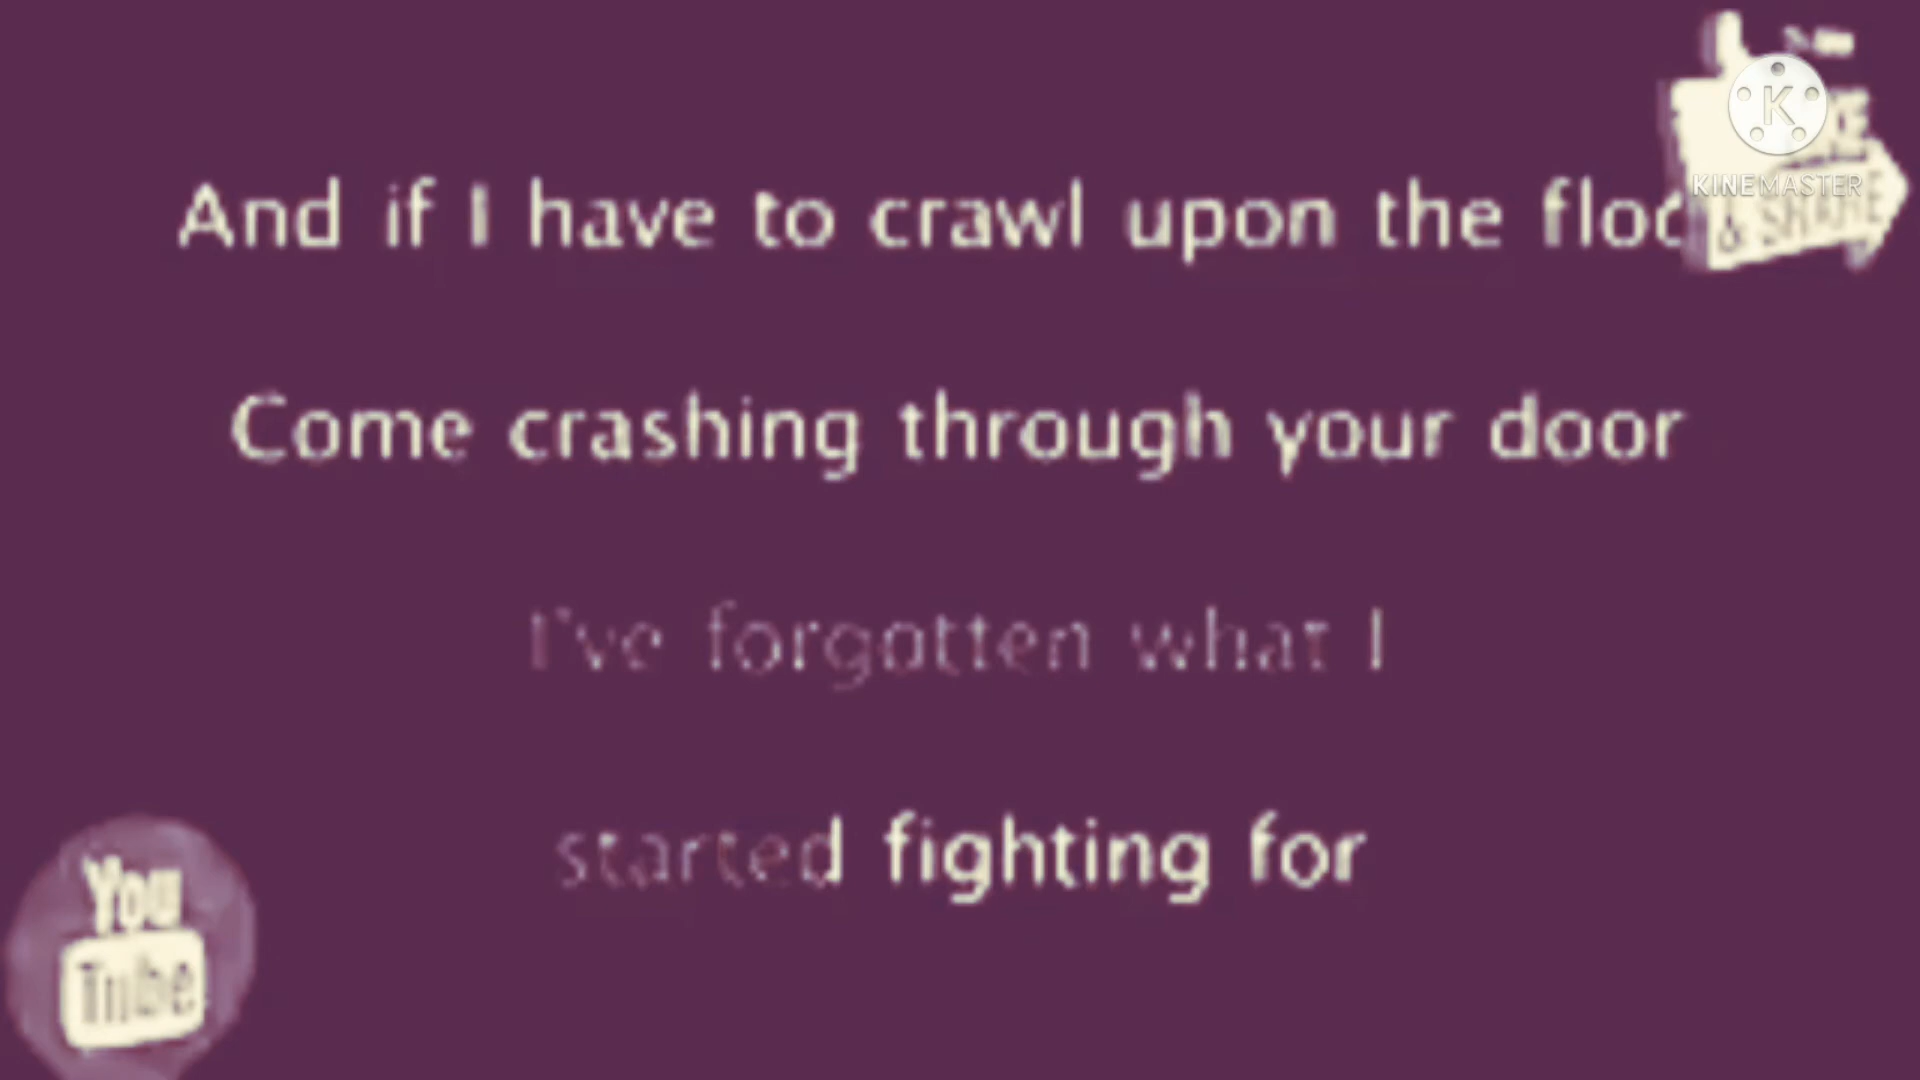 And if I have to crawl upon the floo
KINEMASTER
& SHARE
Come crashing through your door
I've forgotten what I
started fighting for
You
Tube